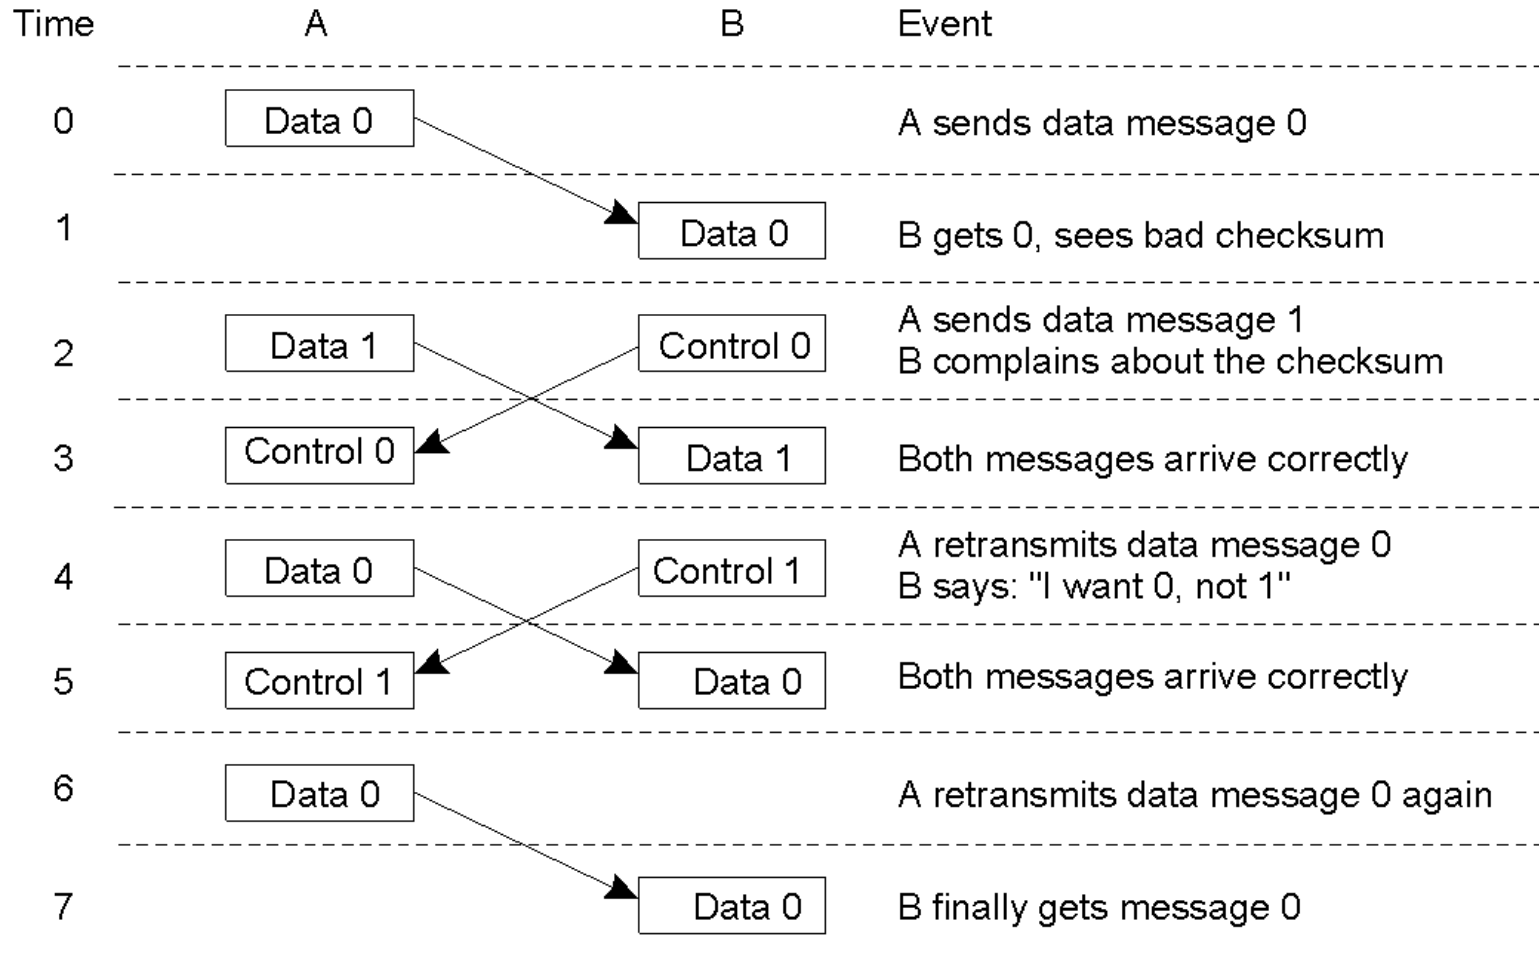 Time A B Event
0 Data 0 A sends data message 0
1 Data 0 B gets 0, sees bad checksum
2 Data 1 Control 0 A sends data message 1
B complains about the checksum
3 Control 0 Data 1 Both messages arrive correctly
4 Data 0 Control 1 A retransmits data message 0
B says: "I want 0, not 1"
5 Control 1 Data 0 Both messages arrive correctly
6 Data 0 A retransmits data message 0 again
7 Data 0 B finally gets message 0